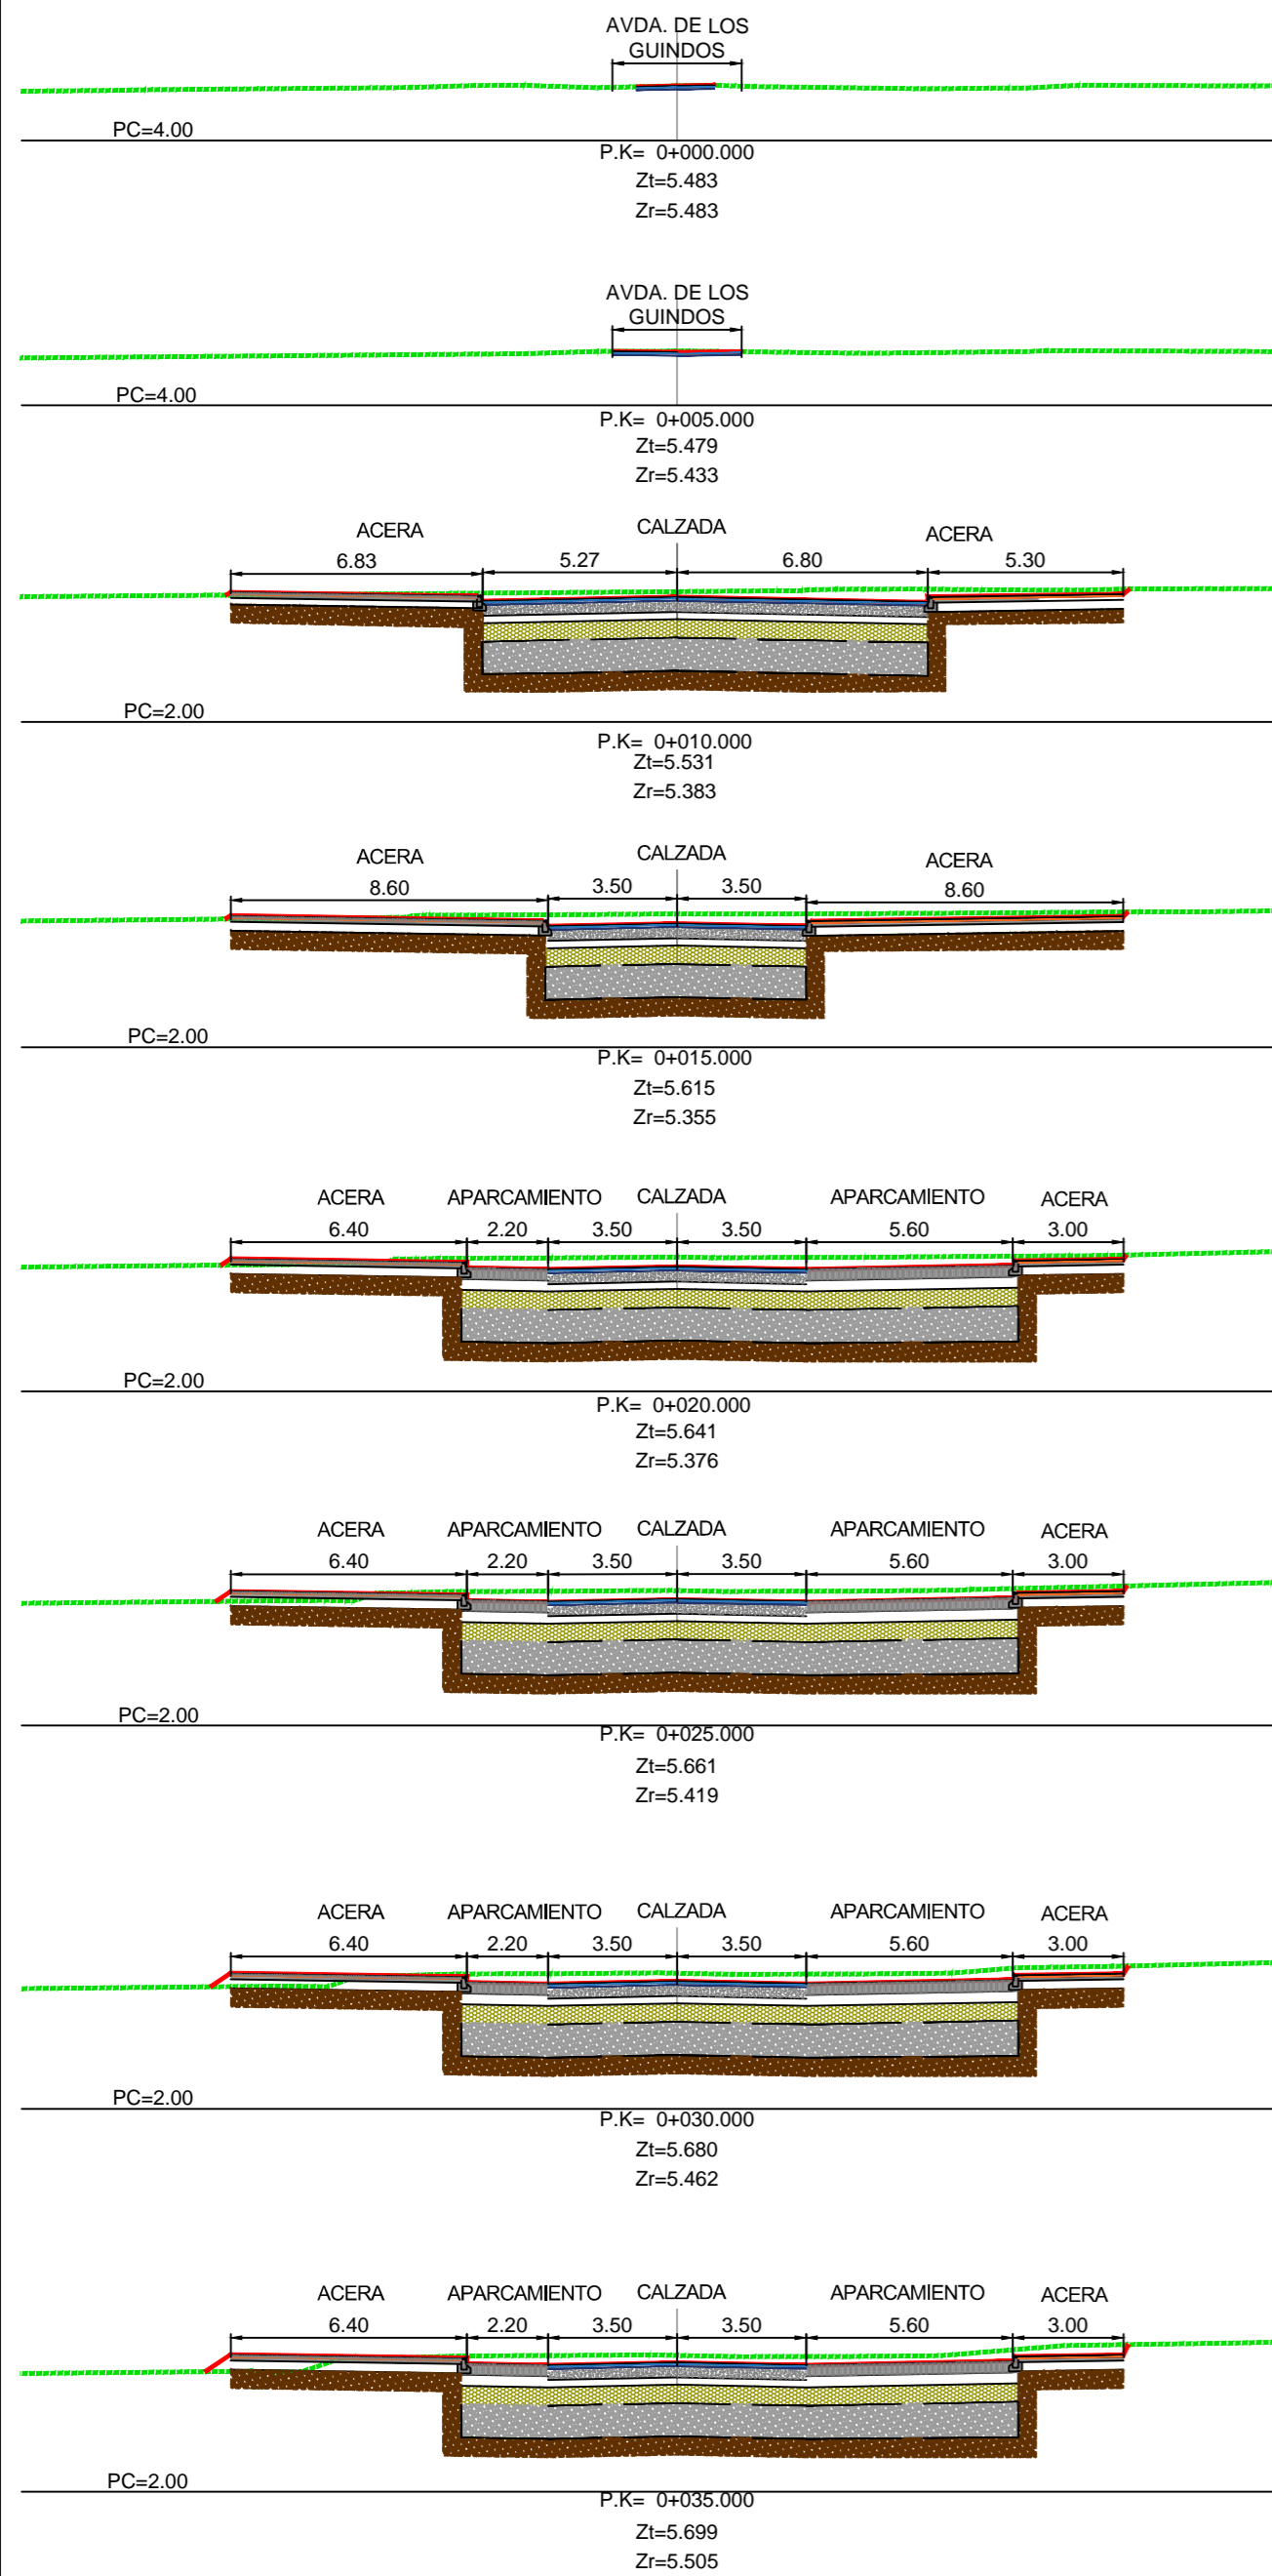 AVDA. DE LOS
GUINDOS
PC=4.00
P.K= 0+000.000
Zt=5.483
Zr=5.483
AVDA. DE LOS
GUINDOS
PC=4.00
P.K= 0+005.000
Zt=5.479
Zr=5.433
ACERA CALZADA ACERA
6.83 5.27 6.80 5.30
PC=2.00
P.K= 0+010.000
Zt=5.531
Zr=5.383
ACERA CALZADA ACERA
8.60 3.50 3.50 8.60
PC=2.00
P.K= 0+015.000
Zt=5.615
Zr=5.355
ACERA APARCAMIENTO CALZADA APARCAMIENTO ACERA
6.40 2.20 3.50 3.50 5.60 3.00
PC=2.00
P.K= 0+020.000
Zt=5.641
Zr=5.376
ACERA APARCAMIENTO CALZADA APARCAMIENTO ACERA
6.40 2.20 3.50 3.50 5.60 3.00
PC=2.00
P.K= 0+025.000
Zt=5.661
Zr=5.419
ACERA APARCAMIENTO CALZADA APARCAMIENTO ACERA
6.40 2.20 3.50 3.50 5.60 3.00
PC=2.00
P.K= 0+030.000
Zt=5.680
Zr=5.462
ACERA APARCAMIENTO CALZADA APARCAMIENTO ACERA
6.40 2.20 3.50 3.50 5.60 3.00
PC=2.00
P.K= 0+035.000
Zt=5.699
Zr=5.505